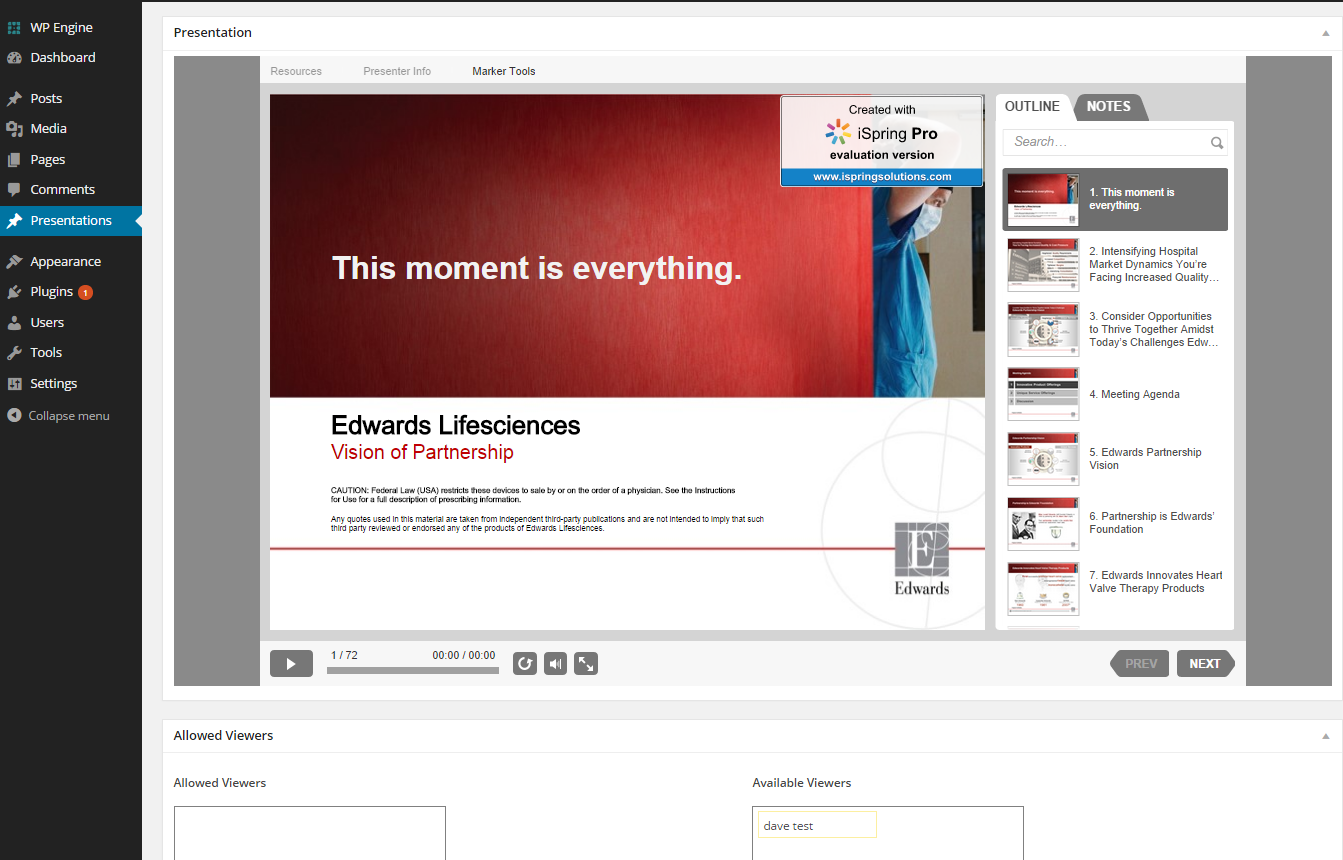 WP Engine
Dashboard
Posts
Media
Pages
Comments
Presentations
Appearance
Plugins 1
Users
Tools
Settings
Collapse menu
Presentation
Resources Presenter Info Marker Tools
Created with
iSpring Pro
evaluation version
www.ispringsolutions.com
This moment is everything.
Edwards Lifesciences
Vision of Partnership
CAUTION: Federal Law (USA) restricts these devices to sale by or on the order of a physician. See the Instructions
for Use for a full description of prescribing information.
Any quotes used in this material are taken from independent third-party publications and are not intended to imply that such
third party reviewed or endorsed any of the products of Edwards Lifesciences.
E
Edwards
OUTLINE NOTES
Search...
1. This moment is
everything.
2. Intensifying Hospital
Market Dynamics You're
Facing Increased Quality…
3. Consider Opportunities
to Thrive Together Amidst
Today's Challenges Edw…
4. Meeting Agenda
5. Edwards Partnership
Vision
6. Partnership is Edwards'
Foundation
7. Edwards Innovates Heart
Valve Therapy Products
1 / 72 00:00 / 00:00
PREV NEXT
Allowed Viewers
Allowed Viewers
Available Viewers
dave test